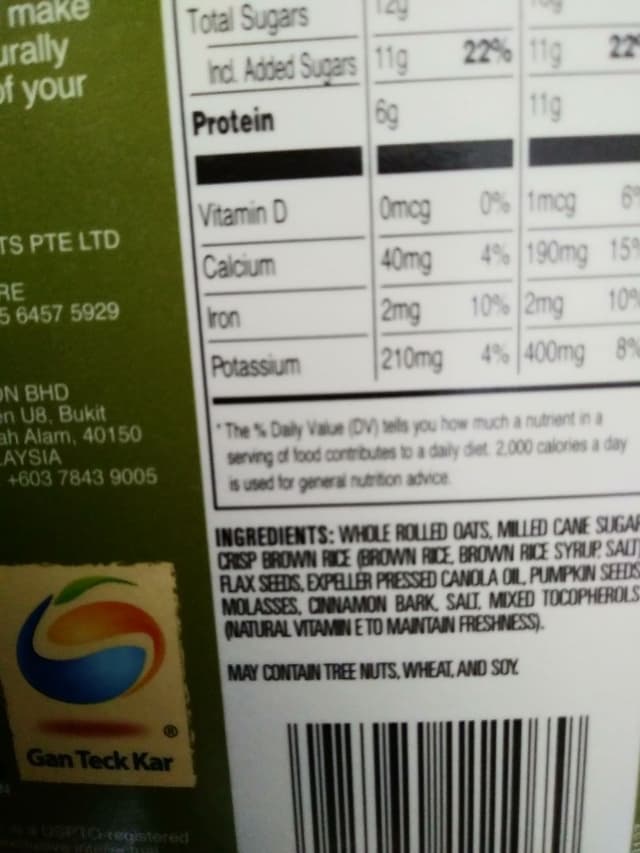 make
urally
of your
TS PTE LTD
RE
5 6457 5929
ON BHD
en U8, Bukit
ah Alam, 40150
AYSIA
+603 7843 9005
®
Gan Teck Kar
Total Sugars 12g
Incl. Added Sugars 11g 22% 11g 22
Protein 6g 11g
Vitamin D 0mcg 0% 1mcg 6%
Calcium 40mg 4% 190mg 15%
Iron 2mg 10% 2mg 10%
Potassium 210mg 4% 400mg 8%
* The % Daily Value (DV) tells you how much a nutrient in a
serving of food contributes to a daily diet. 2,000 calories a day
is used for general nutrition advice.
INGREDIENTS: WHOLE ROLLED OATS, MILLED CANE SUGAR
CRISP BROWN RICE (BROWN RICE, BROWN RICE SYRUP, SALT)
FLAX SEEDS, EXPELLER PRESSED CANOLA OIL, PUMPKIN SEEDS
MOLASSES, CINNAMON BARK, SALT, MIXED TOCOPHEROLS
(NATURAL VITAMIN E TO MAINTAIN FRESHNESS).
MAY CONTAIN TREE NUTS, WHEAT, AND SOY.